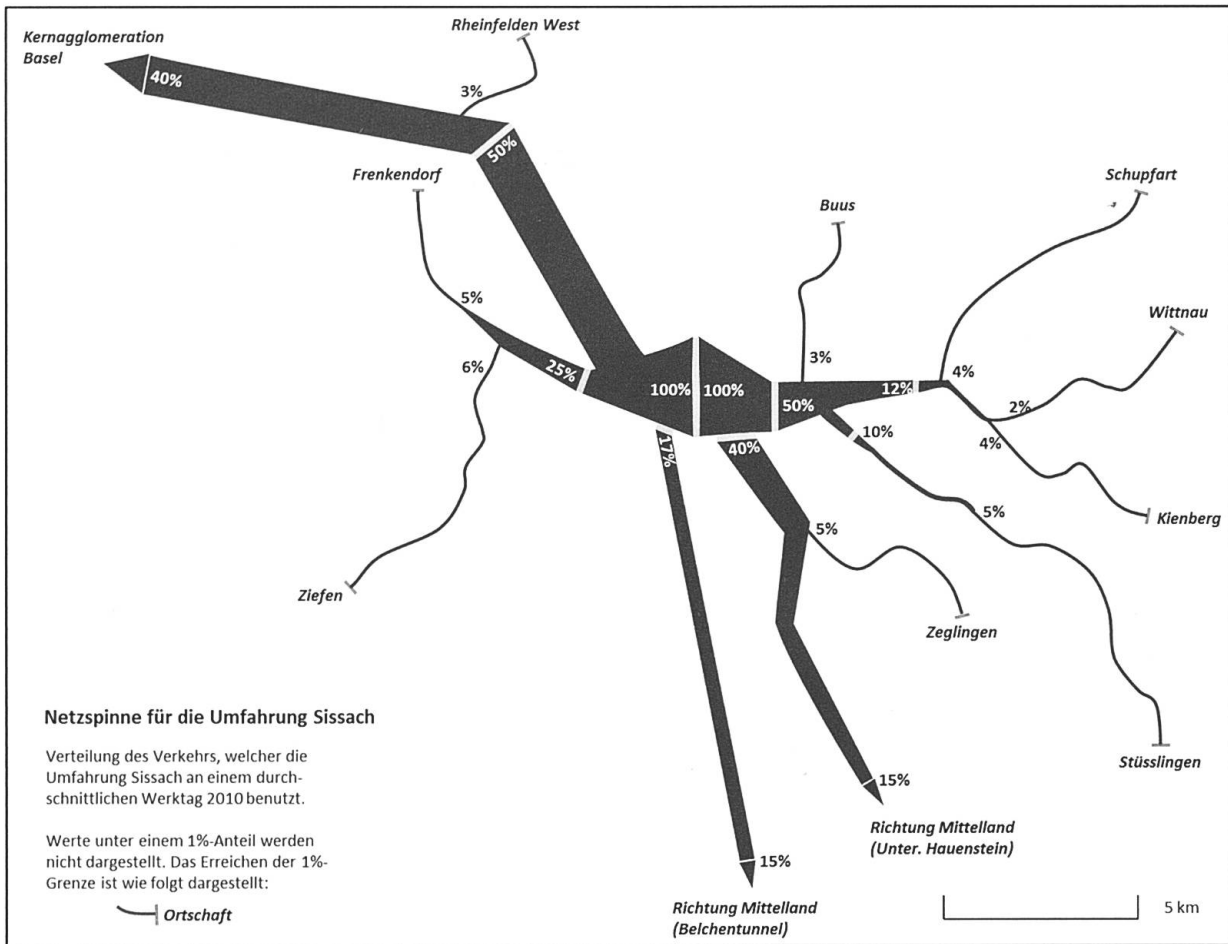 Kernagglomeration
Basel
Rheinfelden West
40%
3%
50%
Frenkendorf
Schupfart
Buus
5%
Wittnau
6%
3%
4%
25%
100%
100%
50%
12%
2%
10%
4%
17%
40%
5%
5%
Kienberg
Ziefen
Zeglingen
Netzspinne für die Umfahrung Sissach
Verteilung des Verkehrs, welcher die
Umfahrung Sissach an einem durch-
schnittlichen Werktag 2010 benutzt.
Werte unter einem 1%-Anteil werden
nicht dargestellt. Das Erreichen der 1%-
Grenze ist wie folgt dargestellt:
Ortschaft
Stüsslingen
15%
Richtung Mittelland
(Unter. Hauenstein)
15%
Richtung Mittelland
(Belchentunnel)
5 km